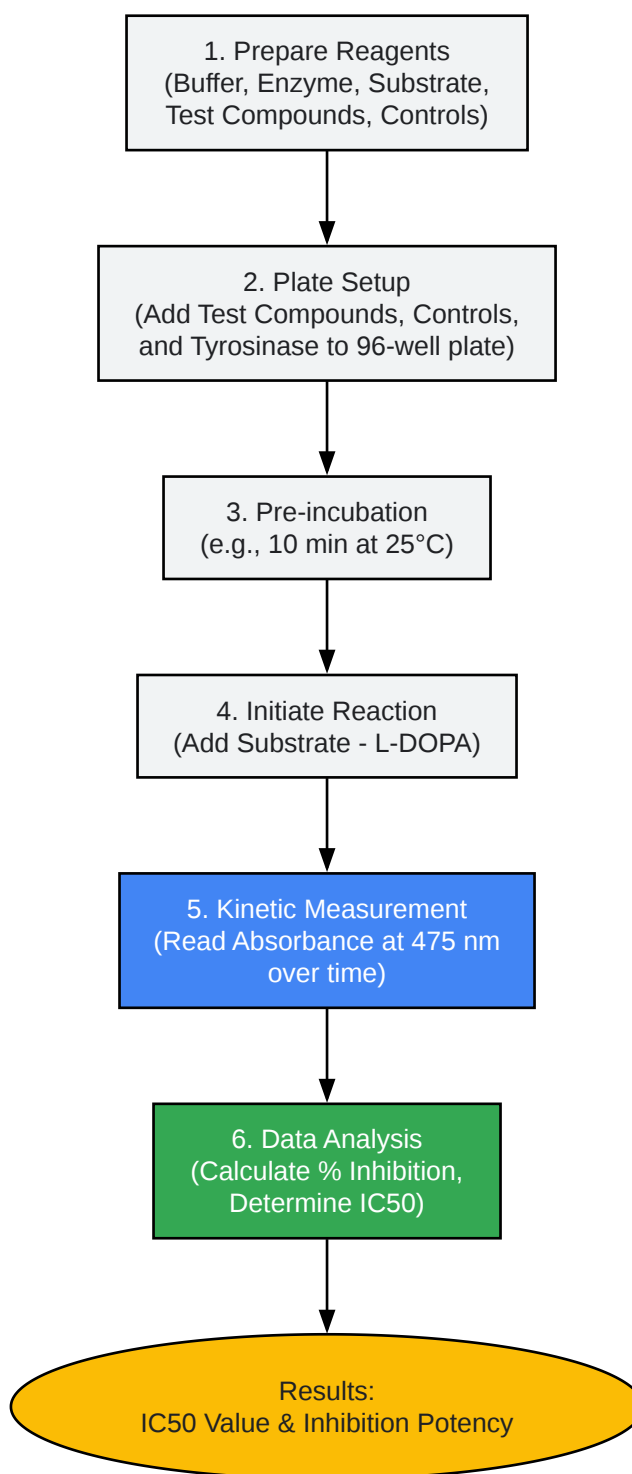 1. Prepare Reagents
(Buffer, Enzyme, Substrate,
Test Compounds, Controls)
2. Plate Setup
(Add Test Compounds, Controls,
and Tyrosinase to 96-well plate)
3. Pre-incubation
(e.g., 10 min at 25°C)
4. Initiate Reaction
(Add Substrate - L-DOPA)
5. Kinetic Measurement
(Read Absorbance at 475 nm
over time)
6. Data Analysis
(Calculate % Inhibition,
Determine IC50)
Results:
IC50 Value & Inhibition Potency